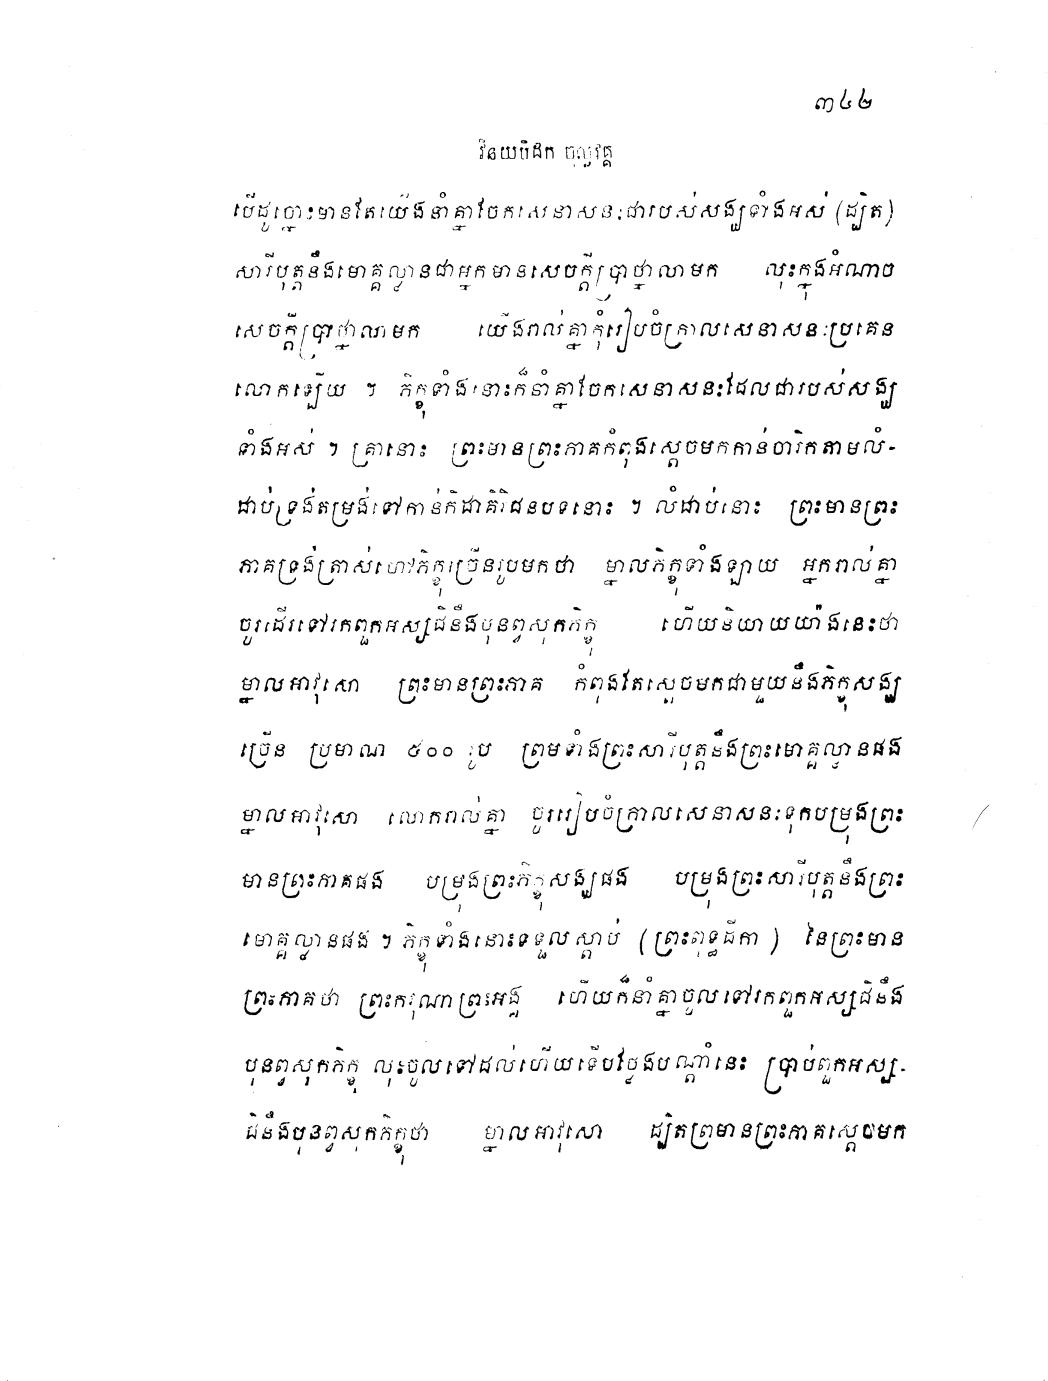 ៣៤២
វិនយបិដក ចុល្លវគ្គ
បើដូច្នោះមានតែយើងនាំគ្នាចែកសេនាសនៈជារបស់សង្ឃទាំងអស់ (ដ្បិត)
សារីបុត្តនឹងមោគ្គល្លានជាអ្នកមានសេចក្តីប្រាថ្នាលាមក លុះក្នុងអំណាច
សេចក្តីប្រាថ្នាលាមក យើងរាល់គ្នាកុំរៀបចំក្រាលសេនាសនៈប្រគេន
លោកឡើយ ។ ភិក្ខុទាំងនោះក៏នាំគ្នាចែកសេនាសនៈដែលជារបស់សង្ឃ
ទាំងអស់ ។ គ្រានោះ ព្រះមានព្រះភាគកំពុងស្តេចមកកាន់ចារិកតាមលំ-
ដាប់ទ្រង់តម្រង់ទៅកាន់កិដាគិរិជនបទនោះ ។ លំដាប់នោះ ព្រះមានព្រះ
ភាគទ្រង់ត្រាស់ហៅភិក្ខុច្រើនរូបមកថា ម្នាលភិក្ខុទាំងឡាយ អ្នករាល់គ្នា
ចូរដើរទៅរកពួកអស្សជិនឹងបុនព្វសុកភិក្ខុ ហើយនិយាយយ៉ាងនេះថា
ម្នាលអាវុសោ ព្រះមានព្រះភាគ កំពុងតែស្តេចមកជាមួយនឹងភិក្ខុសង្ឃ
ច្រើន ប្រមាណ ៥០០ រូប ព្រមទាំងព្រះសារីបុត្តនឹងព្រះមោគ្គល្លានផង
ម្នាលអាវុសោ លោករាល់គ្នា ចូររៀបចំក្រាលសេនាសនៈទុកបម្រុងព្រះ
មានព្រះភាគផង បម្រុងព្រះភិក្ខុសង្ឃផង បម្រុងព្រះសារីបុត្តនឹងព្រះ
មោគ្គល្លានផង ។ ភិក្ខុទាំងនោះទទួលស្តាប់ (ព្រះពុទ្ធដីកា) នៃព្រះមាន
ព្រះភាគថា ព្រះករុណាព្រះអង្គ ហើយក៏នាំគ្នាចូលទៅរកពួកអស្សជិនឹង
បុនព្វសុកភិក្ខុ លុះចូលទៅដល់ហើយទើបថ្លែងបណ្តាំនេះ ប្រាប់ពួកអស្ស-
ជិនឹងបុនព្វសុកភិក្ខុថា ម្នាលអាវុសោ ដ្បិតព្រមានព្រះភាគស្តេចមក